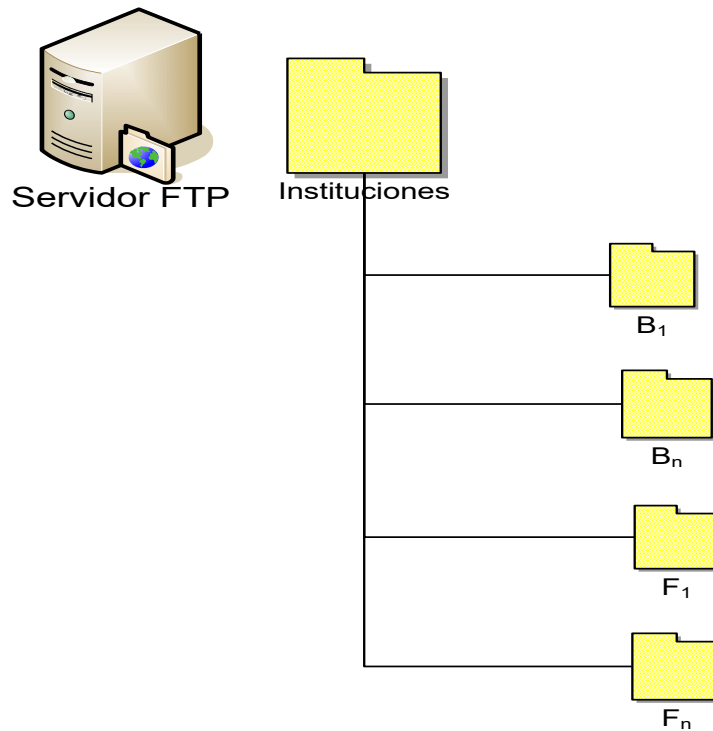 Servidor FTP
Instituciones
B₁
Bₙ
F₁
Fₙ